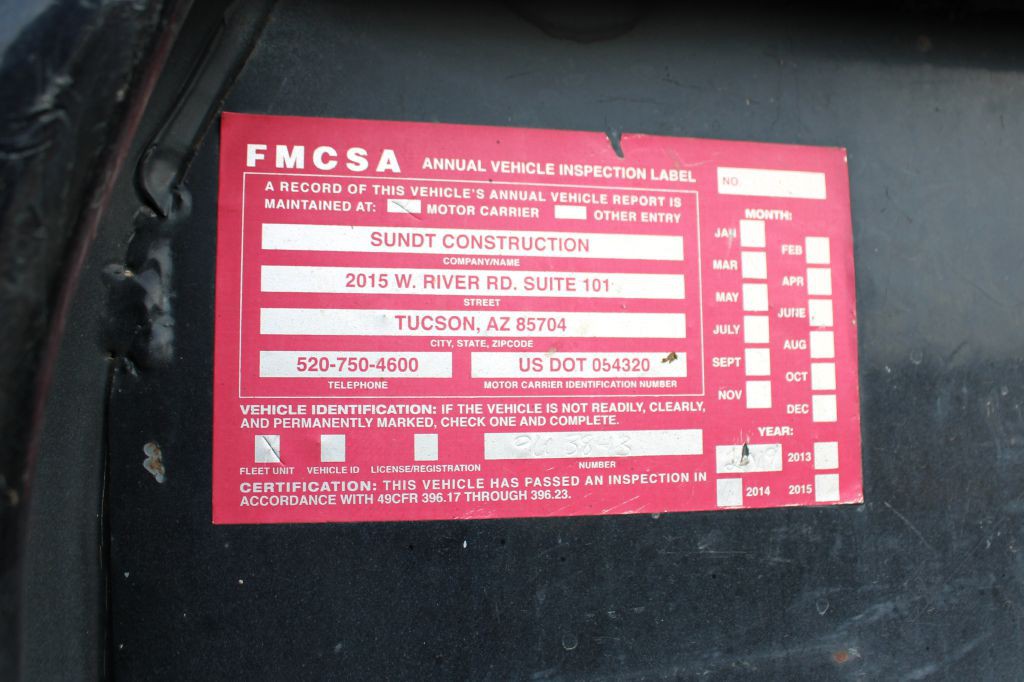 FMCSA ANNUAL VEHICLE INSPECTION LABEL
NO.
A RECORD OF THIS VEHICLE'S ANNUAL VEHICLE REPORT IS
MAINTAINED AT: MOTOR CARRIER OTHER ENTRY
SUNDT CONSTRUCTION
COMPANY/NAME
2015 W. RIVER RD. SUITE 101
STREET
TUCSON, AZ 85704
CITY, STATE, ZIPCODE
520-750-4600 US DOT 054320
TELEPHONE MOTOR CARRIER IDENTIFICATION NUMBER
VEHICLE IDENTIFICATION: IF THE VEHICLE IS NOT READILY, CLEARLY,
AND PERMANENTLY MARKED, CHECK ONE AND COMPLETE.
FLEET UNIT VEHICLE ID LICENSE/REGISTRATION NUMBER
CERTIFICATION: THIS VEHICLE HAS PASSED AN INSPECTION IN
ACCORDANCE WITH 49CFR 396.17 THROUGH 396.23.
MONTH:
JAN FEB
MAR APR
MAY JUNE
JULY AUG
SEPT OCT
NOV DEC
YEAR:
2013
2014 2015